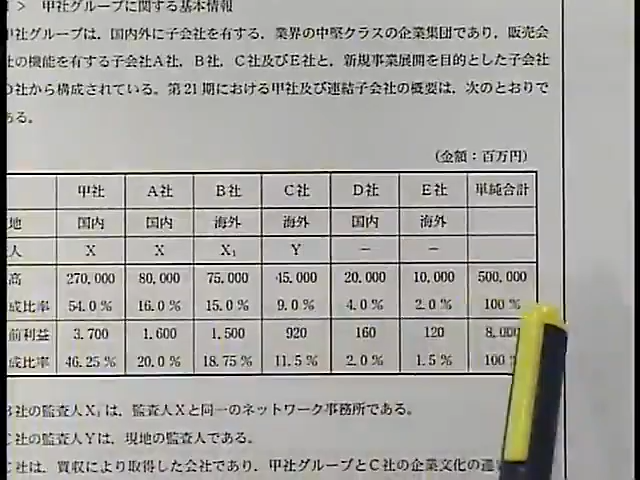 > 甲社グループに関する基本情報
甲社グループは、国内外に子会社を有する、業界の中堅クラスの企業集団であり、販売会
社の機能を有する子会社A社、B社、C社及びE社と、新規事業展開を目的とした子会社
D社から構成されている。第21期における甲社及び連結子会社の概要は、次のとおりで
ある。
(金額：百万円)
甲社 A社 B社 C社 D社 E社 単純合計
地 国内 国内 海外 海外 国内 海外
人 X X X₁ Y － －
高 270,000 80,000 75,000 45,000 20,000 10,000 500,000
成比率 54.0％ 16.0％ 15.0％ 9.0％ 4.0％ 2.0％ 100％
前利益 3,700 1,600 1,500 920 160 120 8,000
成比率 46.25％ 20.0％ 18.75％ 11.5％ 2.0％ 1.5％ 100
B社の監査人X₁は、監査人Xと同一のネットワーク事務所である。
C社の監査人Yは、現地の監査人である。
C社は、買収により取得した会社であり、甲社グループとC社の企業文化の